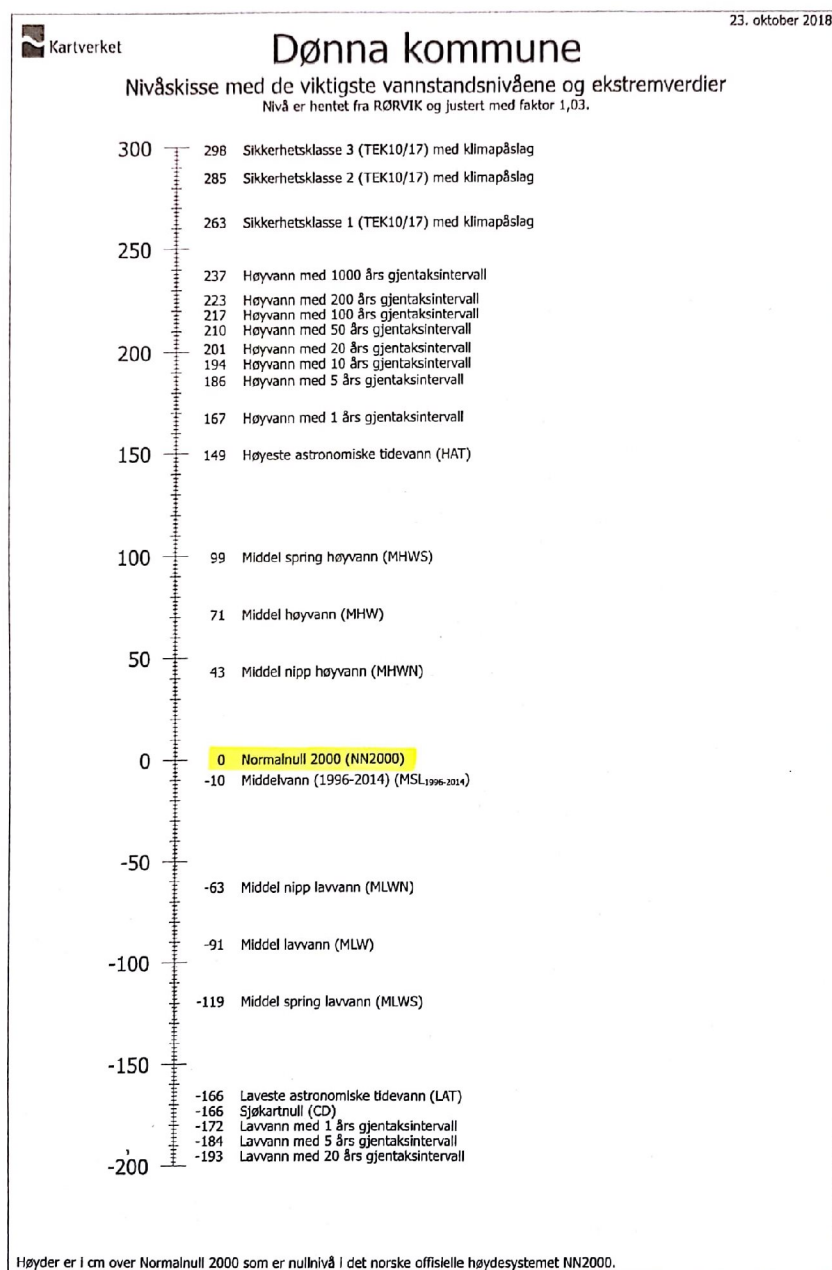 23. oktober 2018
Kartverket
Dønna kommune
Nivåskisse med de viktigste vannstandsnivåene og ekstremverdier
Nivå er hentet fra RØRVIK og justert med faktor 1,03.
300
298 Sikkerhetsklasse 3 (TEK10/17) med klimapåslag
285 Sikkerhetsklasse 2 (TEK10/17) med klimapåslag
263 Sikkerhetsklasse 1 (TEK10/17) med klimapåslag
250
237 Høyvann med 1000 års gjentaksintervall
223 Høyvann med 200 års gjentaksintervall
217 Høyvann med 100 års gjentaksintervall
210 Høyvann med 50 års gjentaksintervall
200
201 Høyvann med 20 års gjentaksintervall
194 Høyvann med 10 års gjentaksintervall
186 Høyvann med 5 års gjentaksintervall
167 Høyvann med 1 års gjentaksintervall
150
149 Høyeste astronomiske tidevann (HAT)
100
99 Middel spring høyvann (MHWS)
71 Middel høyvann (MHW)
50
43 Middel nipp høyvann (MHWN)
0
0 Normalnull 2000 (NN2000)
-10 Middelvann (1996-2014) (MSL1996-2014)
-50
-63 Middel nipp lavvann (MLWN)
-91 Middel lavvann (MLW)
-100
-119 Middel spring lavvann (MLWS)
-150
-166 Laveste astronomiske tidevann (LAT)
-166 Sjøkartnull (CD)
-172 Lavvann med 1 års gjentaksintervall
-184 Lavvann med 5 års gjentaksintervall
-193 Lavvann med 20 års gjentaksintervall
-200
Høyder er i cm over Normalnull 2000 som er nullnivå i det norske offisielle høydesystemet NN2000.